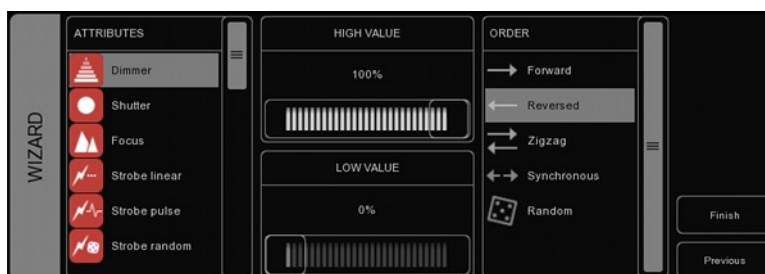 WIZARD
ATTRIBUTES
Dimmer
Shutter
Focus
Strobe linear
Strobe pulse
Strobe random
HIGH VALUE
100%
LOW VALUE
0%
ORDER
Forward
Reversed
Zigzag
Synchronous
Random
Finish
Previous